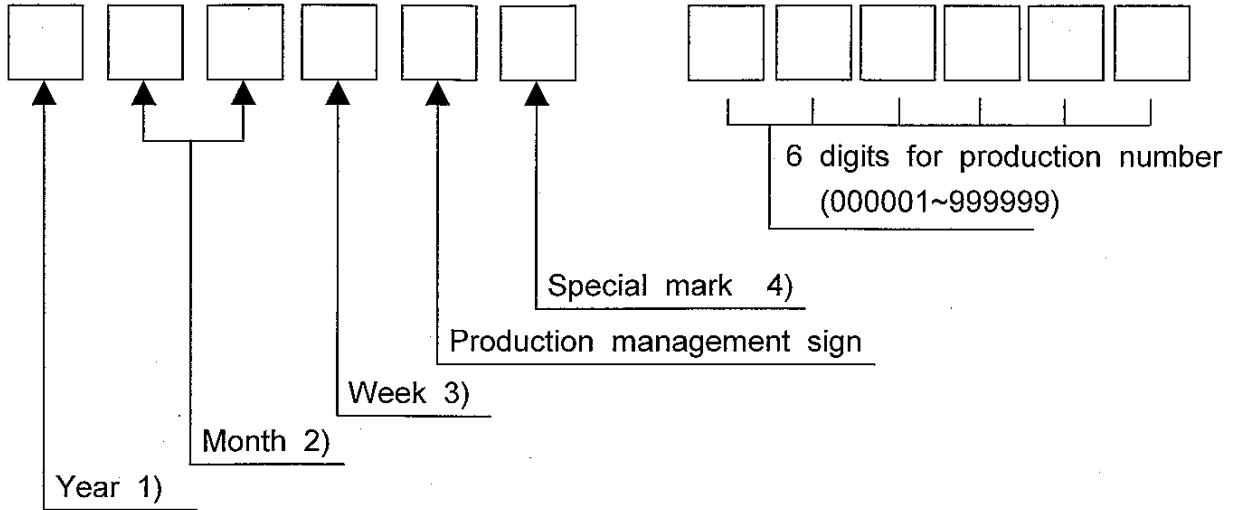 6 digits for production number
(000001~999999)
Special mark 4)
Production management sign
Week 3)
Month 2)
Year 1)